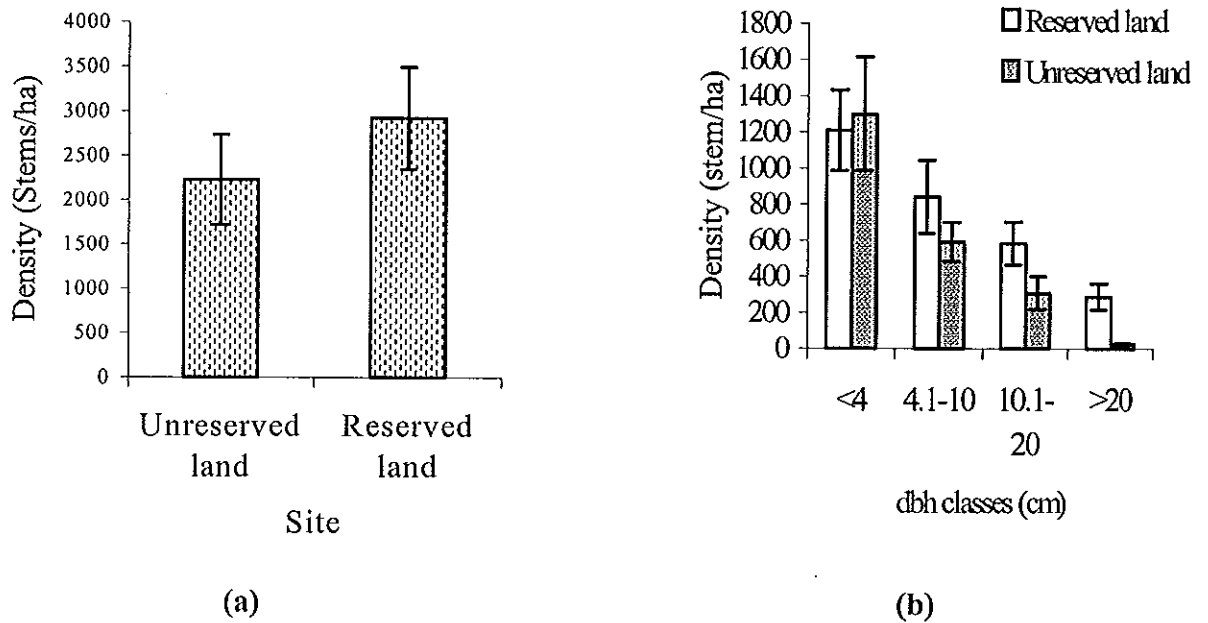 4000
3500
3000
2500
2000
1500
1000
500
0
Density (Stems/ha)
Unreserved
land
Reserved
land
Site
(a)
1800
1600
1400
1200
1000
800
600
400
200
0
Density (stem/ha)
Reserved land
Unreserved land
<4
4.1-10
10.1-
20
>20
dbh classes (cm)
(b)